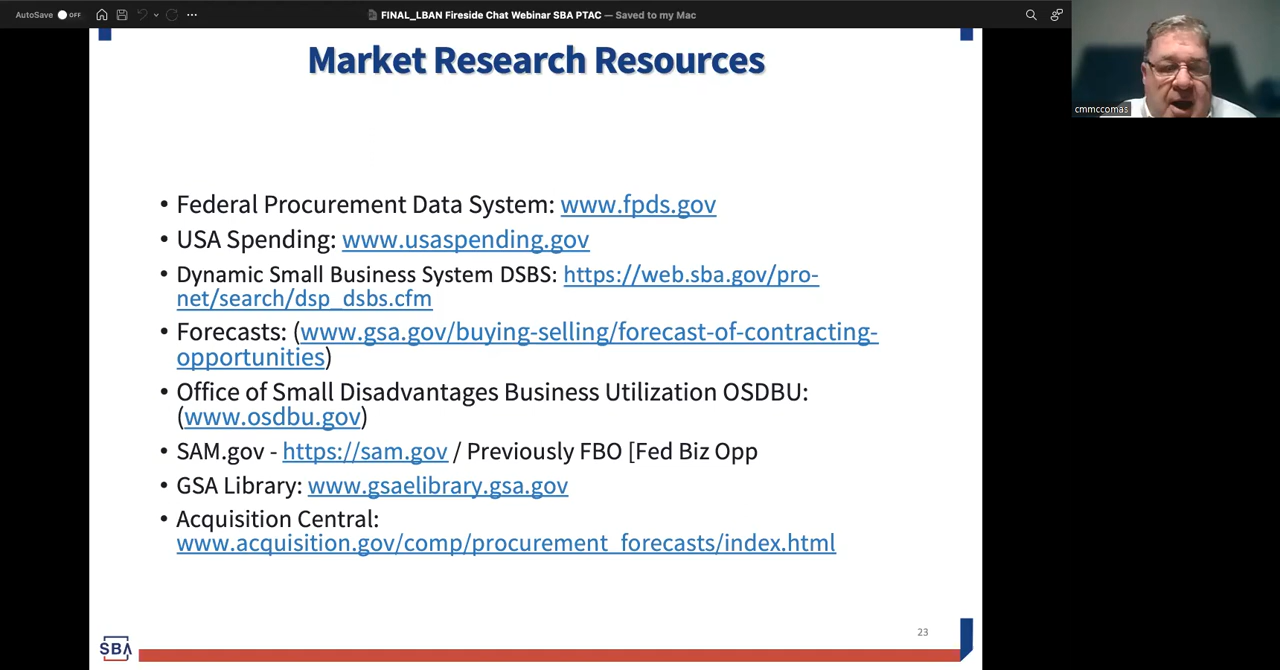 AutoSave OFF
FINAL_LBAN Fireside Chat Webinar SBA PTAC — Saved to my Mac
cmmccomas
Market Research Resources
• Federal Procurement Data System: www.fpds.gov
• USA Spending: www.usaspending.gov
• Dynamic Small Business System DSBS: https://web.sba.gov/pro-
net/search/dsp_dsbs.cfm
• Forecasts: (www.gsa.gov/buying-selling/forecast-of-contracting-
opportunities)
• Office of Small Disadvantages Business Utilization OSDBU:
(www.osdbu.gov)
• SAM.gov - https://sam.gov / Previously FBO [Fed Biz Opp
• GSA Library: www.gsaelibrary.gsa.gov
• Acquisition Central:
www.acquisition.gov/comp/procurement_forecasts/index.html
23
SBA